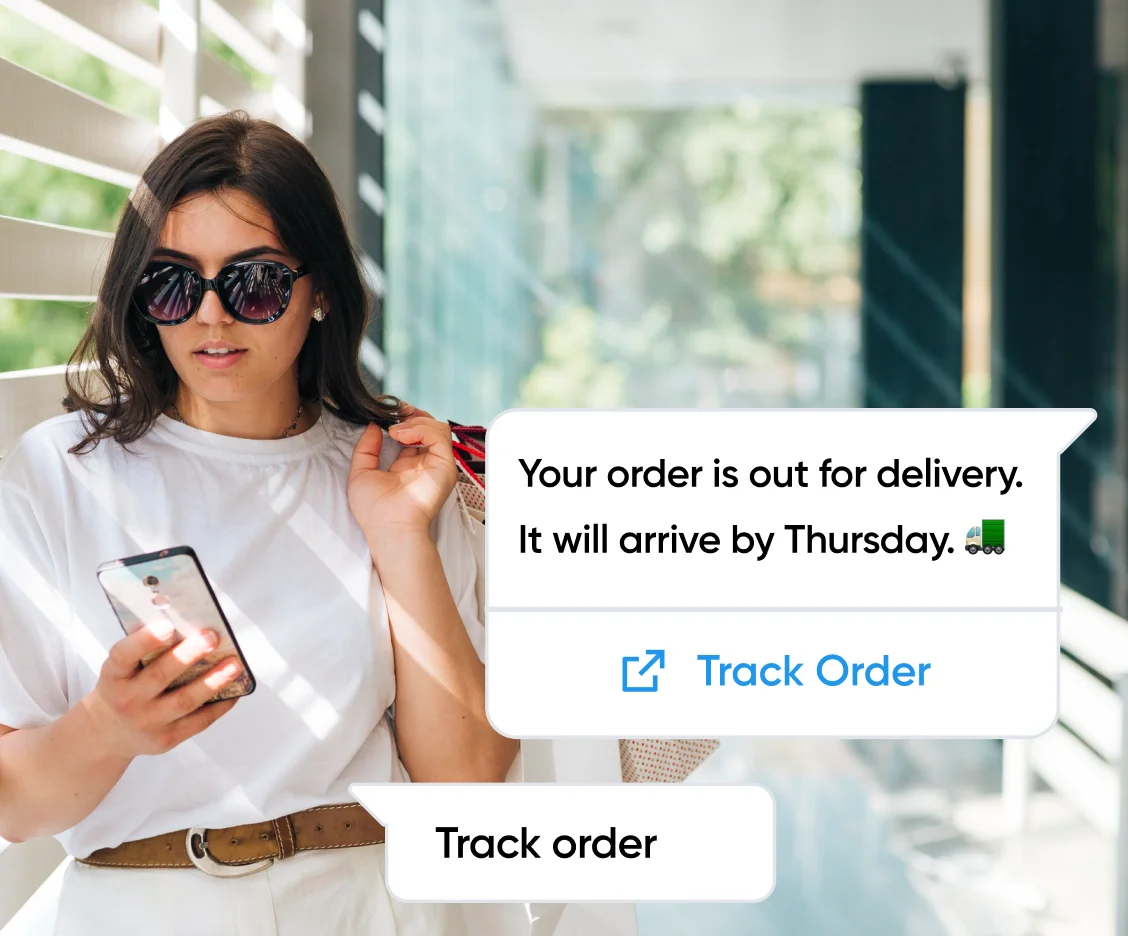 Your order is out for delivery.
It will arrive by Thursday. 🚛
Track Order
Track order